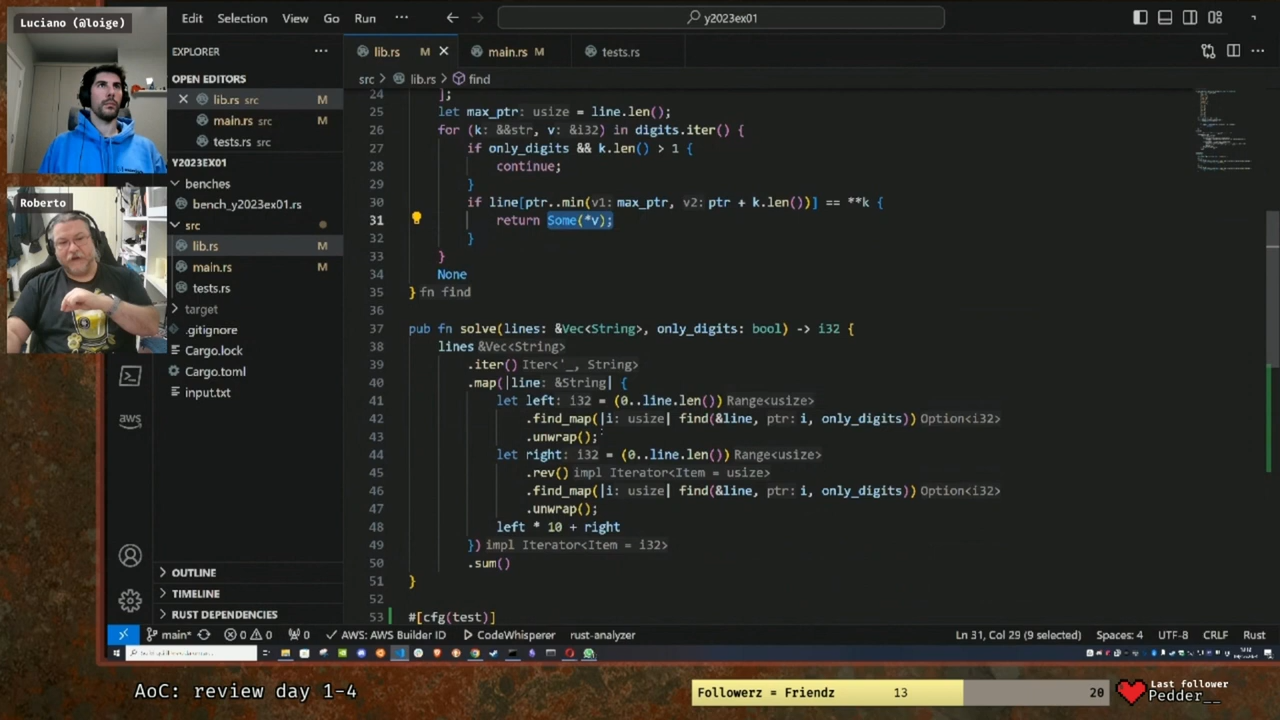 Luciano (@loige)
Roberto
Edit Selection View Go Run ···
y2023ex01
EXPLORER ···
OPEN EDITORS
lib.rs src M
main.rs src M
tests.rs src
Y2023EX01
benches
bench_y2023ex01.rs
src
lib.rs M
main.rs M
tests.rs
target
.gitignore
Cargo.lock
Cargo.toml
input.txt
OUTLINE
TIMELINE
RUST DEPENDENCIES
aws
lib.rs M
main.rs M
tests.rs
src > lib.rs > find
24 ];
25 let max_ptr: usize = line.len();
26 for (k: &&str, v: &i32) in digits.iter() {
27 if only_digits && k.len() > 1 {
28 continue;
29 }
30 if line[ptr..min(v1: max_ptr, v2: ptr + k.len())] == **k {
31 return Some(*v);
32 }
33 }
34 None
35 } fn find
36
37 pub fn solve(lines: &Vec<String>, only_digits: bool) -> i32 {
38 lines &Vec<String>
39 .iter() Iter<'_, String>
40 .map(|line: &String| {
41 let left: i32 = (0..line.len()) Range<usize>
42 .find_map(|i: usize| find(&line, ptr: i, only_digits)) Option<i32>
43 .unwrap();
44 let right: i32 = (0..line.len()) Range<usize>
45 .rev() impl Iterator<Item = usize>
46 .find_map(|i: usize| find(&line, ptr: i, only_digits)) Option<i32>
47 .unwrap();
48 left * 10 + right
49 }) impl Iterator<Item = i32>
50 .sum()
51 }
52
53 #[cfg(test)]
main* 0 0 0 AWS: AWS Builder ID CodeWhisperer rust-analyzer Ln 31, Col 29 (9 selected) Spaces: 4 UTF-8 CRLF Rust
AoC: review day 1-4
Followerz = Friendz 13 20
Last follower
Pedder__